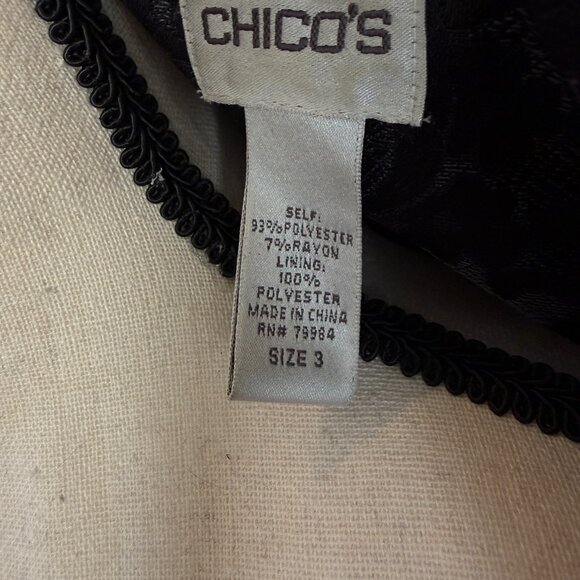 CHICO'S
SELF:
93%POLYESTER
7%RAYON
LINING:
100%
POLYESTER
MADE IN CHINA
RN# 79984
SIZE 3